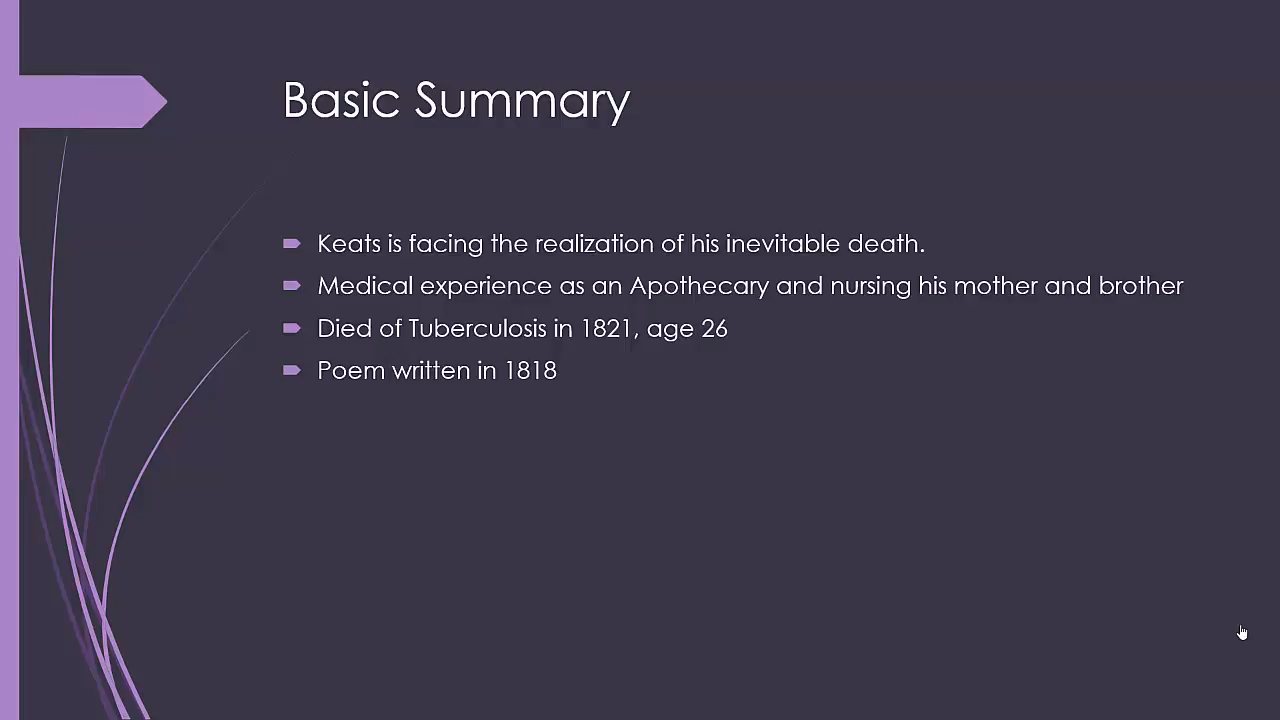 Basic Summary
Keats is facing the realization of his inevitable death.
Medical experience as an Apothecary and nursing his mother and brother
Died of Tuberculosis in 1821, age 26
Poem written in 1818